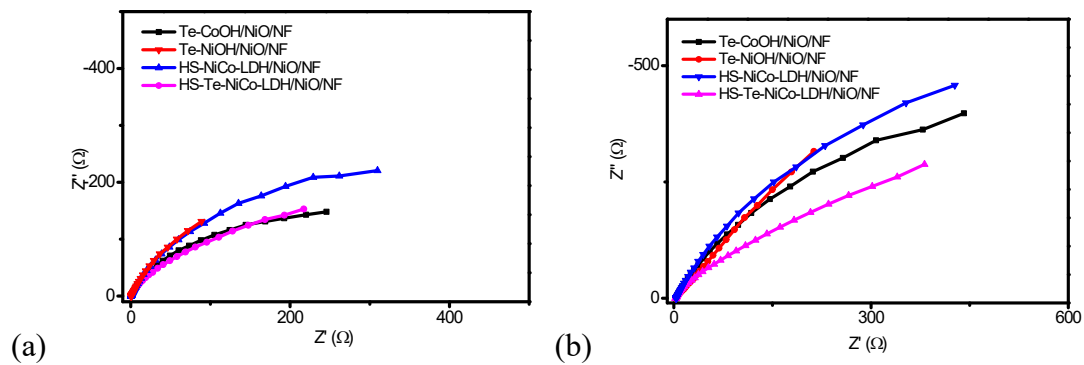 -400
-200
0
Z'' (Ω)
Te-CoOH/NiO/NF
Te-NiOH/NiO/NF
HS-NiCo-LDH/NiO/NF
HS-Te-NiCo-LDH/NiO/NF
0 200 400
Z' (Ω)
(a)
-500
0
Z'' (Ω)
Te-CoOH/NiO/NF
Te-NiOH/NiO/NF
HS-NiCo-LDH/NiO/NF
HS-Te-NiCo-LDH/NiO/NF
0 300 600
Z' (Ω)
(b)